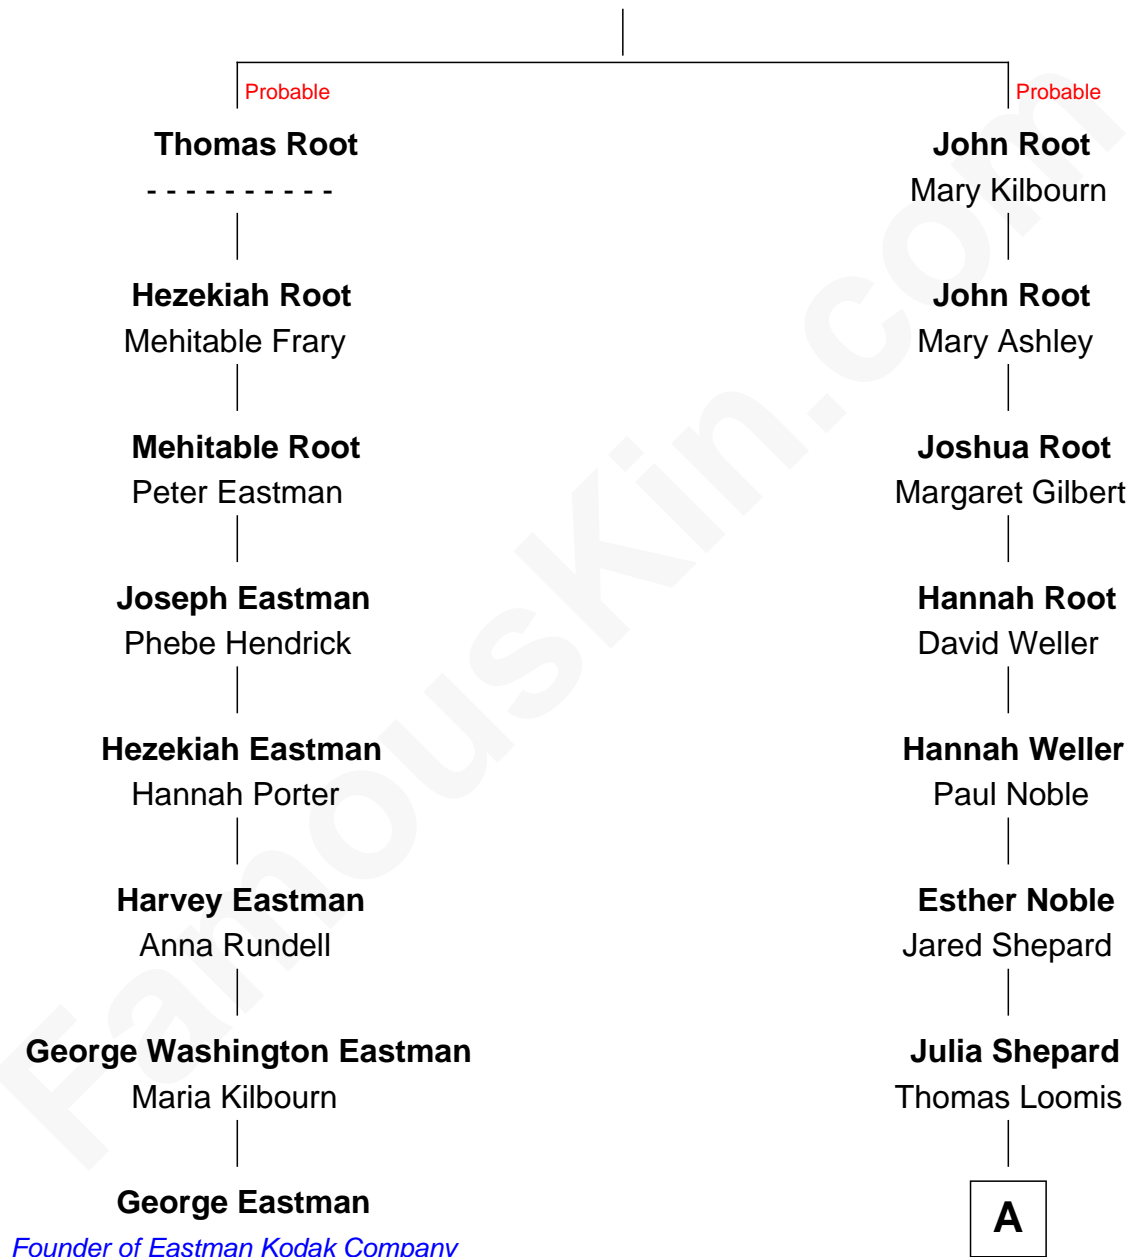 Probable
Probable
Thomas Root
John Root
- - - - - - - - - -
Mary Kilbourn
Hezekiah Root
John Root
Mehitable Frary
Mary Ashley
Mehitable Root
Joshua Root
Peter Eastman
Margaret Gilbert
Joseph Eastman
Hannah Root
Phebe Hendrick
David Weller
Hezekiah Eastman
Hannah Weller
Hannah Porter
Paul Noble
Harvey Eastman
Esther Noble
Anna Rundell
Jared Shepard
George Washington Eastman
Julia Shepard
Maria Kilbourn
Thomas Loomis
George Eastman
A
Founder of Eastman Kodak Company
FamousKin.com